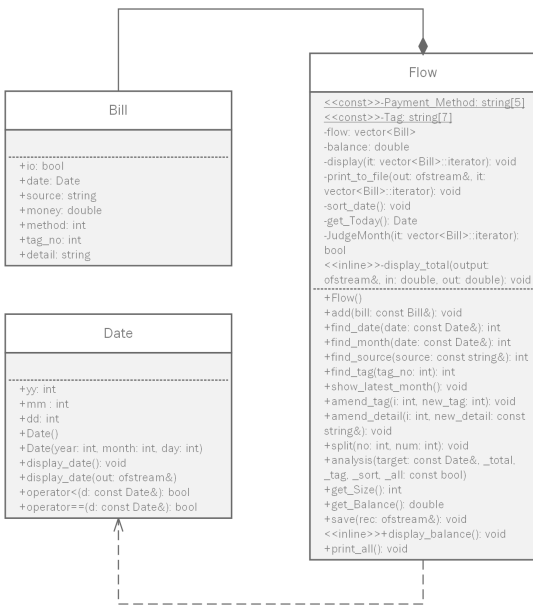 Bill
+io: bool
+date: Date
+source: string
+money: double
+method: int
+tag_no: int
+detail: string
Date
+yy: int
+mm : int
+dd: int
+Date()
+Date(year: int, month: int, day: int)
+display_date(): void
+display_date(out: ofstream&)
+operator<(d: const Date&): bool
+operator==(d: const Date&): bool
Flow
<<const>>-Payment_Method: string[5]
<<const>>-Tag: string[7]
-flow: vector<Bill>
-balance: double
-display(it: vector<Bill>::iterator): void
-print_to_file(out: ofstream&, it:
vector<Bill>::iterator): void
-sort_date(): void
-get_Today(): Date
-JudgeMonth(it: vector<Bill>::iterator):
bool
<<inline>>-display_total(output:
ofstream&, in: double, out: double): void
+Flow()
+add(bill: const Bill&): void
+find_date(date: const Date&): int
+find_month(date: const Date&): int
+find_source(source: const string&): int
+find_tag(tag_no: int): int
+show_latest_month(): void
+amend_tag(i: int, new_tag: int): void
+amend_detail(i: int, new_detail: const
string&): void
+split(no: int, num: int): void
+analysis(target: const Date&, _total,
_tag, _sort, _all: const bool)
+get_Size(): int
+get_Balance(): double
+save(rec: ofstream&): void
<<inline>>+display_balance(): void
+print_all(): void